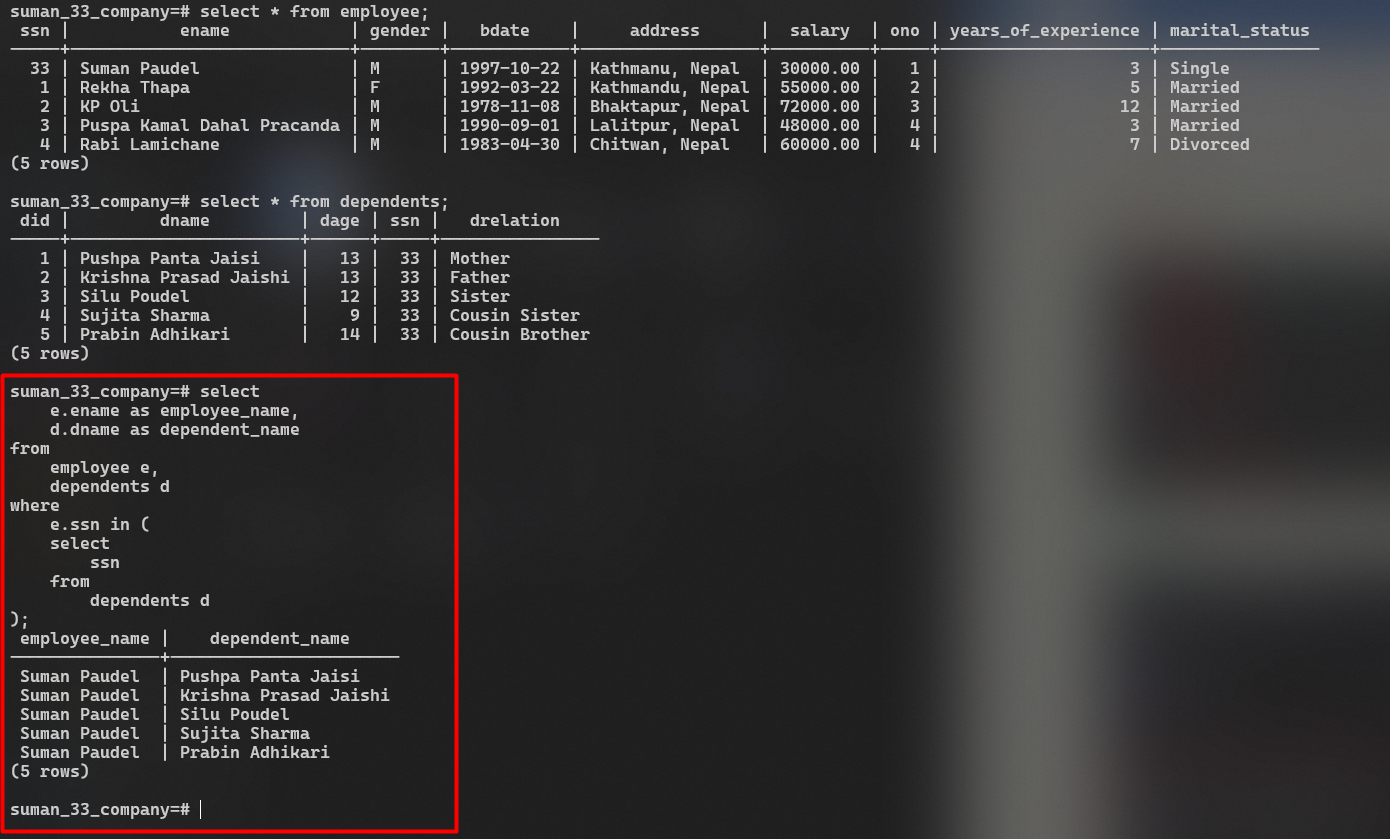 suman_33_company=# select * from employee;
 ssn |            ename            | gender |   bdate    |      address       |  salary  | ono | years_of_experience | marital_status
-----+----------------------------+--------+------------+--------------------+----------+-----+---------------------+----------------
  33 | Suman Paudel               | M      | 1997-10-22 | Kathmanu, Nepal    | 30000.00 |   1 |                   3 | Single
   1 | Rekha Thapa                | F      | 1992-03-22 | Kathmandu, Nepal   | 55000.00 |   2 |                   5 | Married
   2 | KP Oli                     | M      | 1978-11-08 | Bhaktapur, Nepal   | 72000.00 |   3 |                  12 | Married
   3 | Puspa Kamal Dahal Pracanda | M      | 1990-09-01 | Lalitpur, Nepal    | 48000.00 |   4 |                   3 | Married
   4 | Rabi Lamichane             | M      | 1983-04-30 | Chitwan, Nepal     | 60000.00 |   4 |                   7 | Divorced
(5 rows)
suman_33_company=# select * from dependents;
 did |         dname         | dage | ssn |   drelation
-----+-----------------------+------+-----+----------------
   1 | Pushpa Panta Jaisi    |   13 |  33 | Mother
   2 | Krishna Prasad Jaishi |   13 |  33 | Father
   3 | Silu Poudel           |   12 |  33 | Sister
   4 | Sujita Sharma         |    9 |  33 | Cousin Sister
   5 | Prabin Adhikari       |   14 |  33 | Cousin Brother
(5 rows)
suman_33_company=# select
    e.ename as employee_name,
    d.dname as dependent_name
from
    employee e,
    dependents d
where
    e.ssn in (
    select
        ssn
    from
        dependents d
);
 employee_name |    dependent_name
---------------+-----------------------
 Suman Paudel  | Pushpa Panta Jaisi
 Suman Paudel  | Krishna Prasad Jaishi
 Suman Paudel  | Silu Poudel
 Suman Paudel  | Sujita Sharma
 Suman Paudel  | Prabin Adhikari
(5 rows)
suman_33_company=#